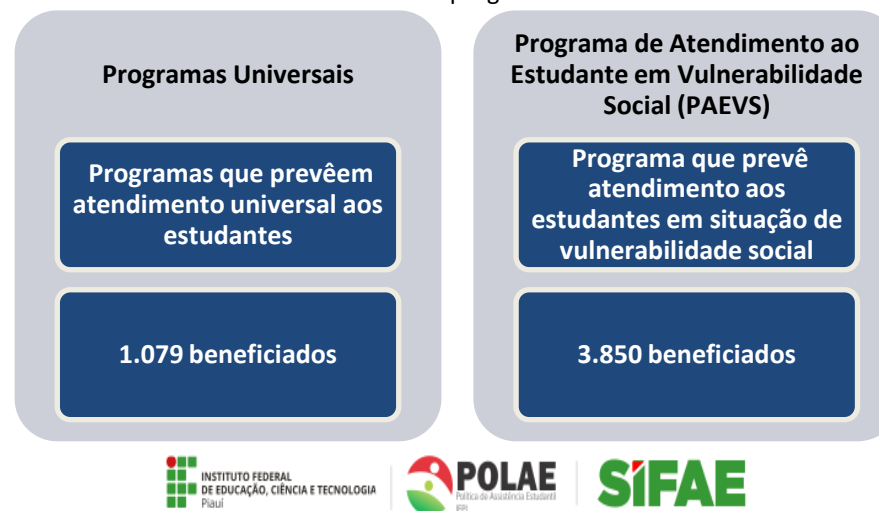 Programas Universais
Programas que prevêem
atendimento universal aos
estudantes
1.079 beneficiados
Programa de Atendimento ao
Estudante em Vulnerabilidade
Social (PAEVS)
Programa que prevê
atendimento aos
estudantes em situação de
vulnerabilidade social
3.850 beneficiados
INSTITUTO FEDERAL
DE EDUCAÇÃO, CIÊNCIA E TECNOLOGIA
Piauí
POLAE
Política de Assistência Estudantil
IFPI
SIFAE